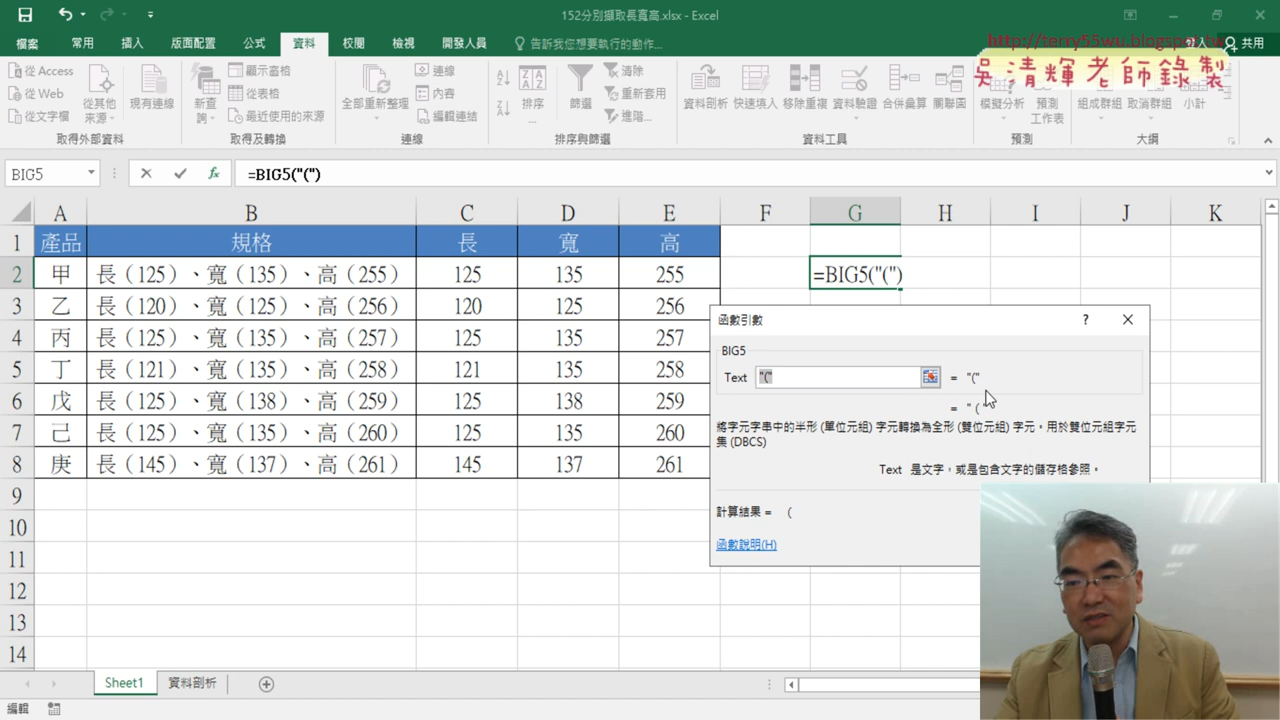 152分別擷取長寬高.xlsx - Excel
http://terry55wu.blogspot.tw
吳清輝老師錄製
檔案 常用 插入 版面配置 公式 資料 校閱 檢視 開發人員 告訴我您想要執行的動作... 登入 共用
從 Access
從 Web
從文字檔
從其他來源
現有連線
取得外部資料
新查詢
顯示查詢
從表格
最近使用的來源
取得及轉換
全部重新整理
連線
內容
編輯連結
連線
排序...
篩選
清除
重新套用
進階...
排序與篩選
資料剖析 快速填入 移除重複 資料驗證 合併彙算 關聯圖
資料工具
模擬分析
預測工作表
預測
組成群組 取消群組 小計
大綱
BIG5 fx =BIG5("(")
A B C D E F G H I J K
1 產品 規格 長 寬 高
2 甲 長（125）、寬（135）、高（255） 125 135 255 =BIG5("(")
3 乙 長（120）、寬（125）、高（256） 120 125 256
4 丙 長（125）、寬（135）、高（257） 125 135 257
5 丁 長（121）、寬（135）、高（258） 121 135 258
6 戊 長（125）、寬（138）、高（259） 125 138 259
7 己 長（125）、寬（135）、高（260） 125 135 260
8 庚 長（145）、寬（137）、高（261） 145 137 261
9
10
11
12
13
14
函數引數 ?
BIG5
Text "(" = "("
= "（"
將字元字串中的半形 (單位元組) 字元轉換為全形 (雙位元組) 字元。用於雙位元組字元
集 (DBCS)
Text 是文字，或是包含文字的儲存格參照。
計算結果 = （
函數說明(H)
Sheet1 資料剖析
編輯